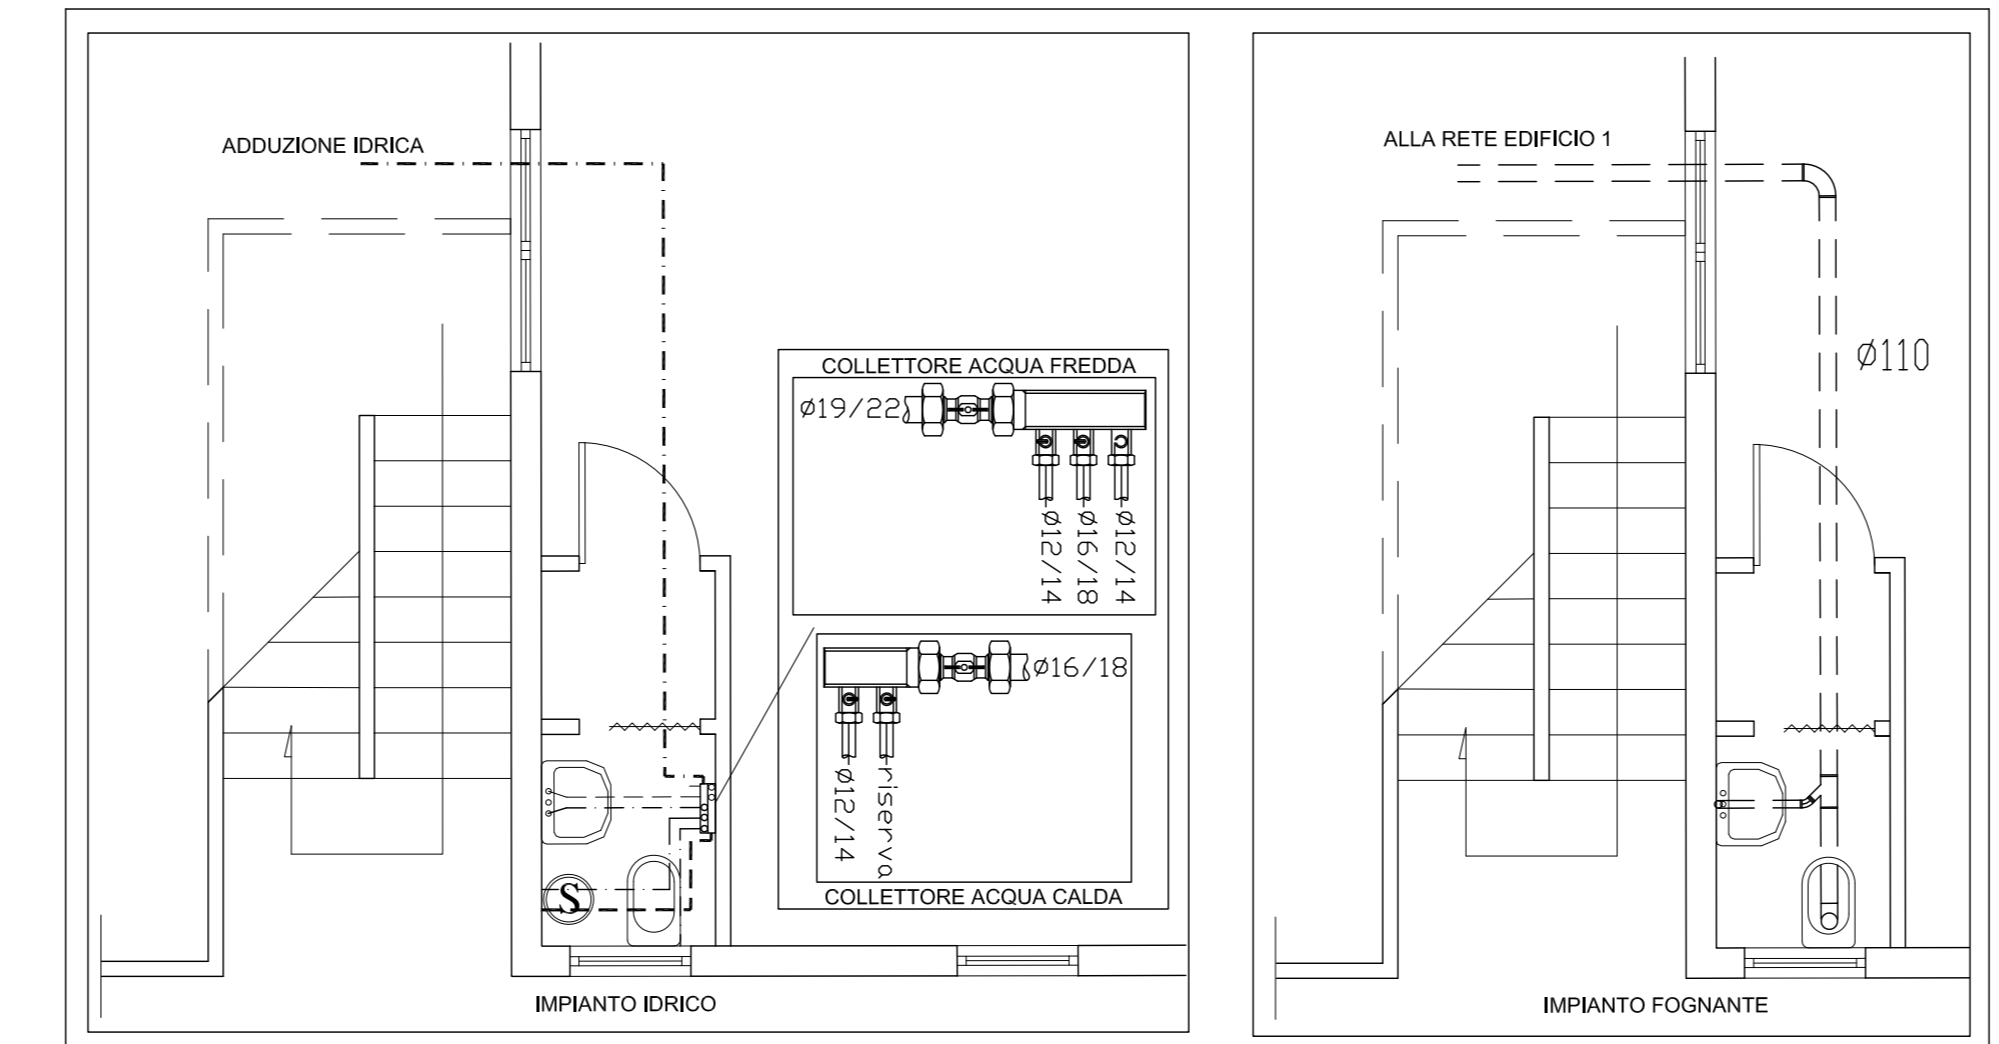 ADDUZIONE IDRICA
COLLETTORE ACQUA FREDDA
Ø19/22
Ø12/14
Ø16/18
Ø12/14
Ø16/18
Ø12/14
riserva
COLLETTORE ACQUA CALDA
S
IMPIANTO IDRICO
ALLA RETE EDIFICIO 1
Ø110
IMPIANTO FOGNANTE